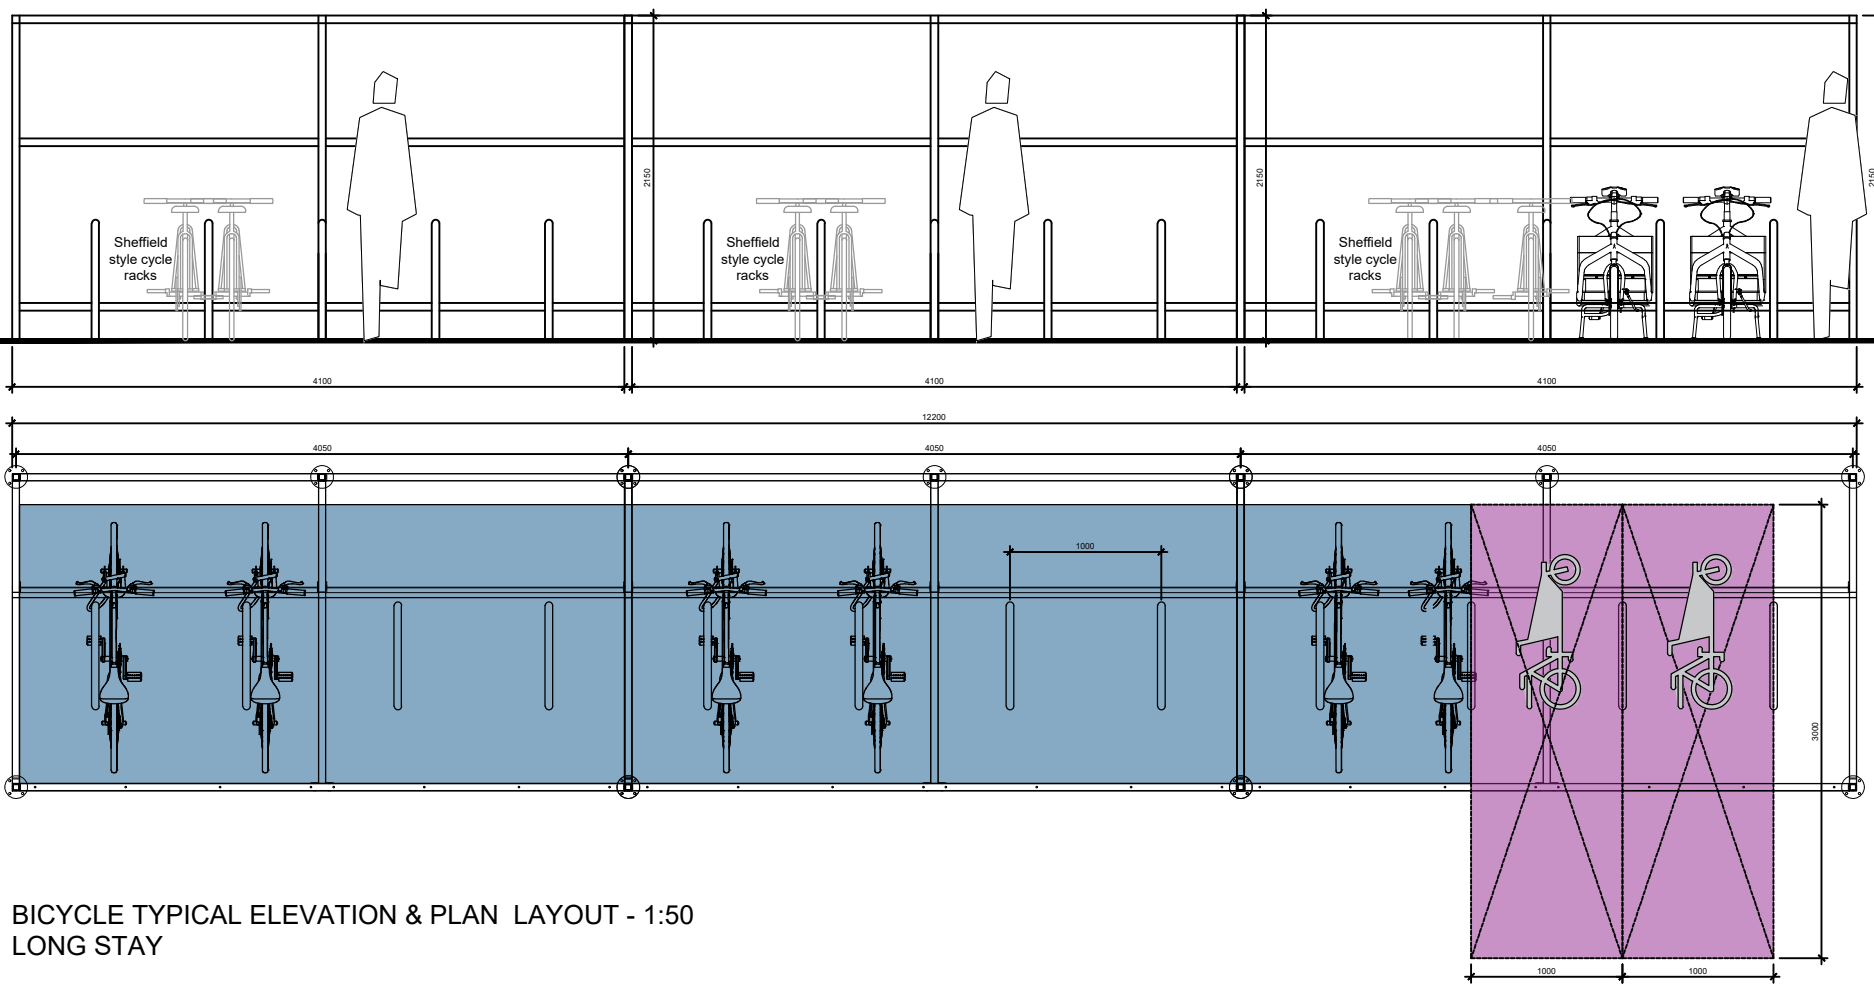 2150
2150
2150
Sheffield
style cycle
racks
Sheffield
style cycle
racks
Sheffield
style cycle
racks
4100
4100
4100
12200
4050
4050
4050
1000
3000
BICYCLE TYPICAL ELEVATION & PLAN LAYOUT - 1:50
LONG STAY
1000
1000